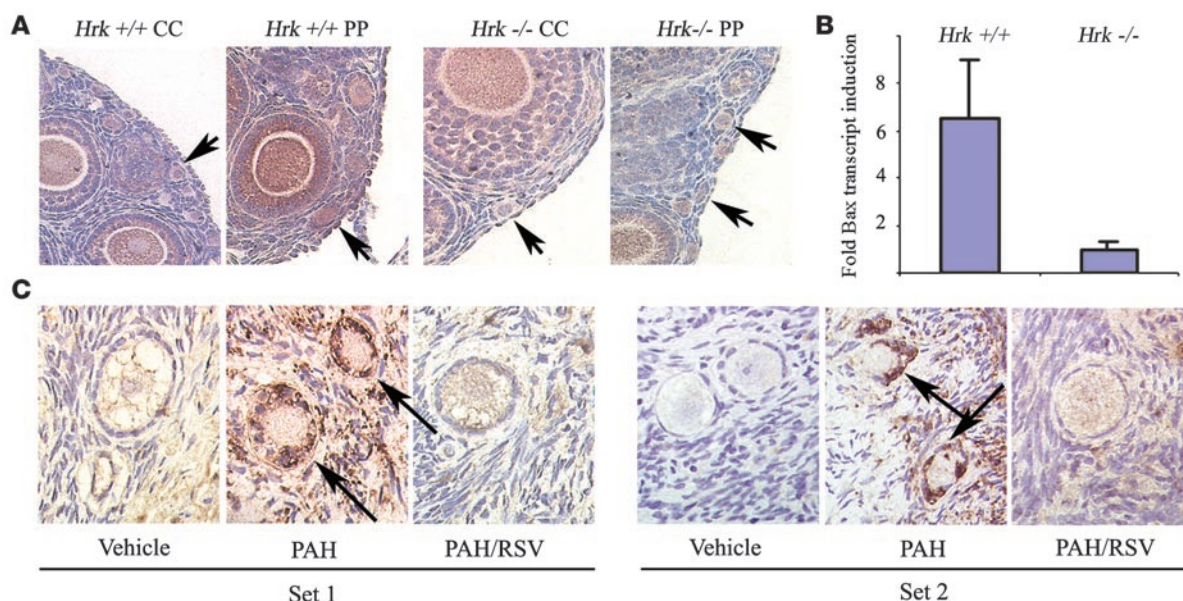 A
Hrk +/+ CC
Hrk +/+ PP
Hrk -/- CC
Hrk-/- PP
B
Hrk +/+
Hrk -/-
Fold Bax transcript induction
8
6
4
2
C
Vehicle
PAH
PAH/RSV
Vehicle
PAH
PAH/RSV
Set 1
Set 2